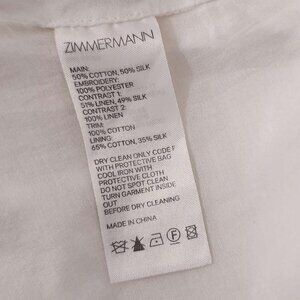 ZIMMERMANN
MAIN:
50% COTTON, 50% SILK
EMBROIDERY:
100% POLYESTER
CONTRAST 1:
51% LINEN, 49% SILK
CONTRAST 2:
100% LINEN
TRIM:
100% COTTON
LINING:
65% COTTON, 35% SILK
DRY CLEAN ONLY CODE F
WITH PROTECTIVE BAG
COOL IRON WITH
PROTECTIVE CLOTH
DO NOT SPOT CLEAN
TURN GARMENT INSIDE
OUT
BEFORE DRY CLEANING
MADE IN CHINA
F